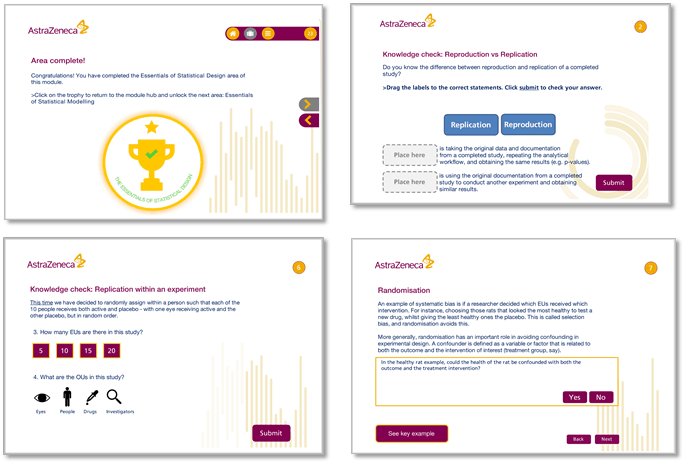 AstraZeneca
23
Area complete!
Congratulations! You have completed the Essentials of Statistical Design area of
this module.
>Click on the trophy to return to the module hub and unlock the next area: Essentials
of Statistical Modelling
THE ESSENTIALS OF STATISTICAL DESIGN
AstraZeneca
2
Knowledge check: Reproduction vs Replication
Do you know the difference between reproduction and replication of a completed
study?
>Drag the labels to the correct statements. Click submit to check your answer.
Replication
Reproduction
Place here
is taking the original data and documentation
from a completed study, repeating the analytical
workflow, and obtaining the same results (e.g. p-values).
Place here
is using the original documentation from a completed
study to conduct another experiment and obtaining
similar results.
Submit
AstraZeneca
6
Knowledge check: Replication within an experiment
This time we have decided to randomly assign within a person such that each of the
10 people receives both active and placebo - with one eye receiving active and the
other placebo, but in random order.
3. How many EUs are there in this study?
5 10 15 20
4. What are the OUs in this study?
Eyes People Drugs Investigators
Submit
AstraZeneca
7
Randomisation
An example of systematic bias is if a researcher decided which EUs received which
intervention. For instance, choosing those rats that looked the most healthy to test a
new drug, whilst giving the least healthy ones the placebo. This is called selection
bias, and randomisation avoids this.
More generally, randomisation has an important role in avoiding confounding in
experimental design. A confounder is defined as a variable or factor that is related to
both the outcome and the intervention of interest (treatment group, say).
In the healthy rat example, could the health of the rat be confounded with both the
outcome and the treatment intervention?
Yes No
See key example
Back Next